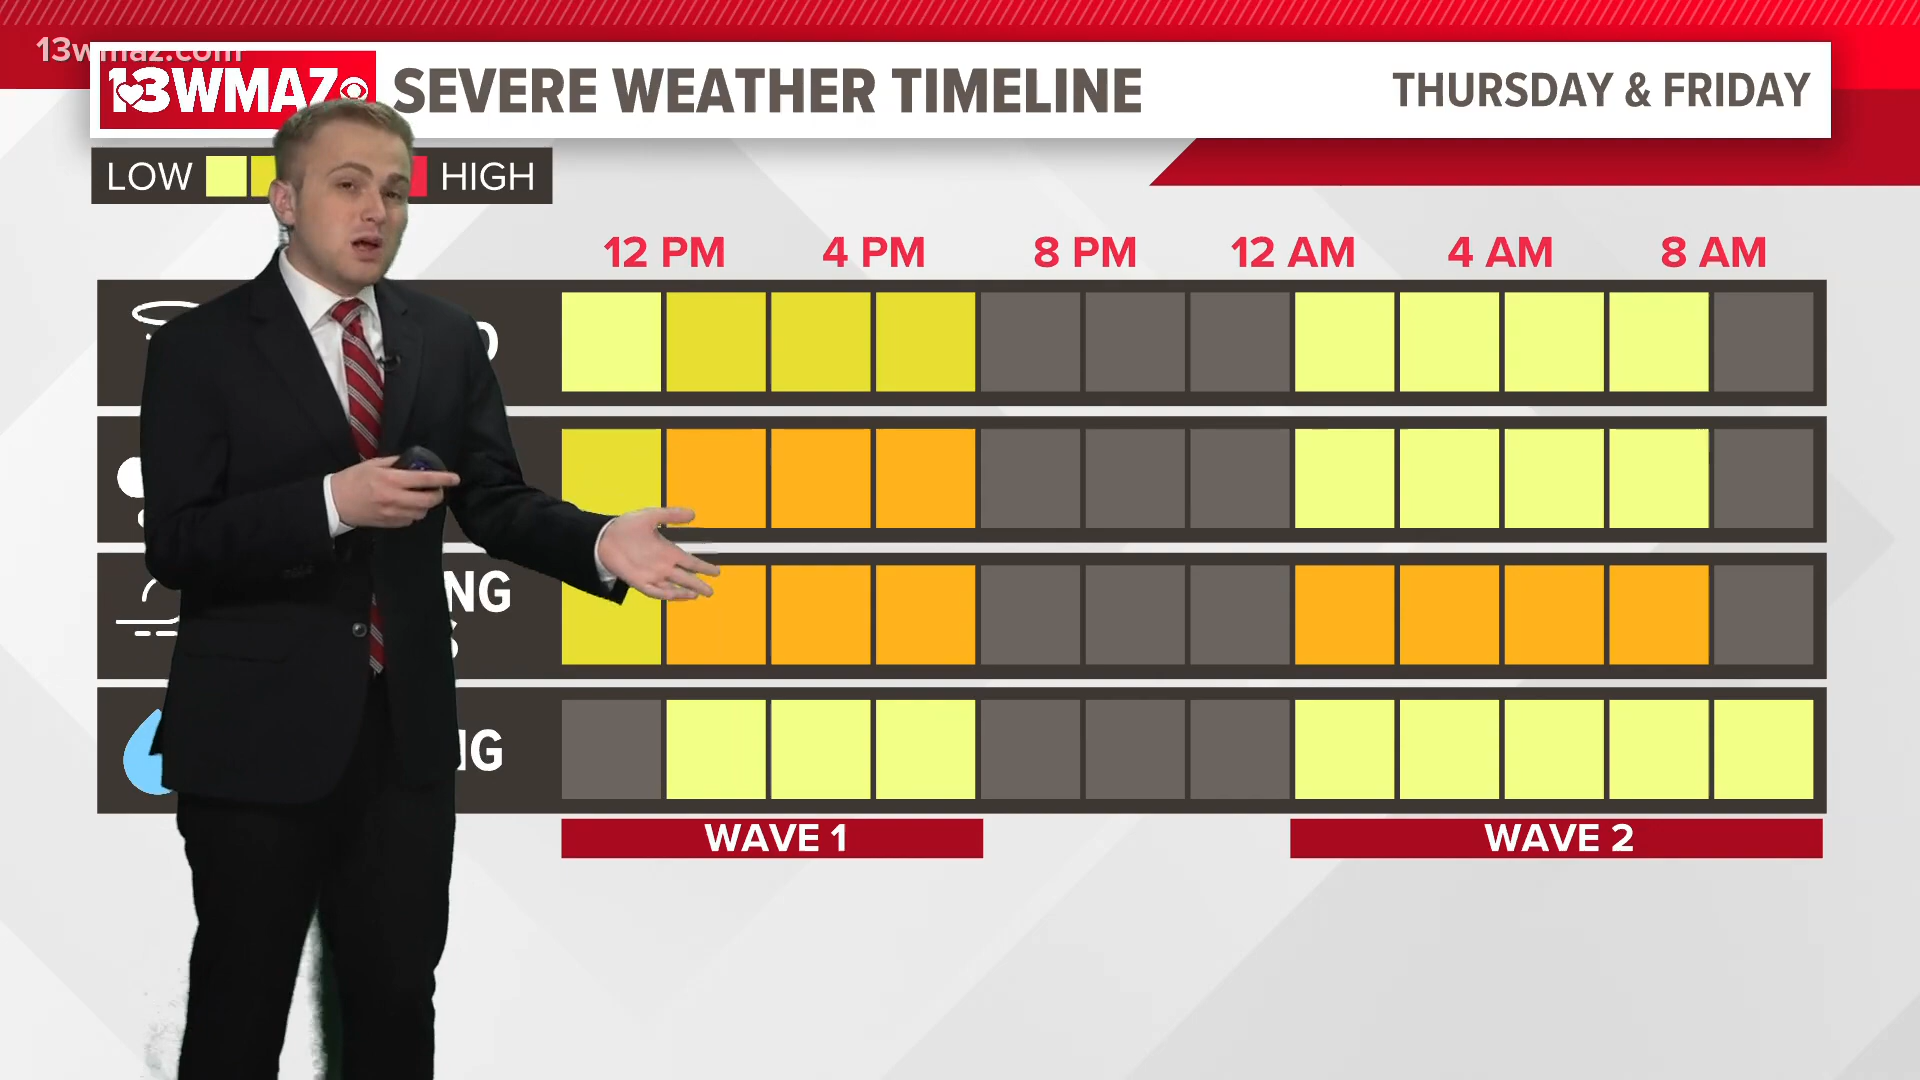 13wmaz.com
13WMAZ SEVERE WEATHER TIMELINE THURSDAY & FRIDAY
LOW HIGH
12 PM 4 PM 8 PM 12 AM 4 AM 8 AM
WAVE 1 WAVE 2